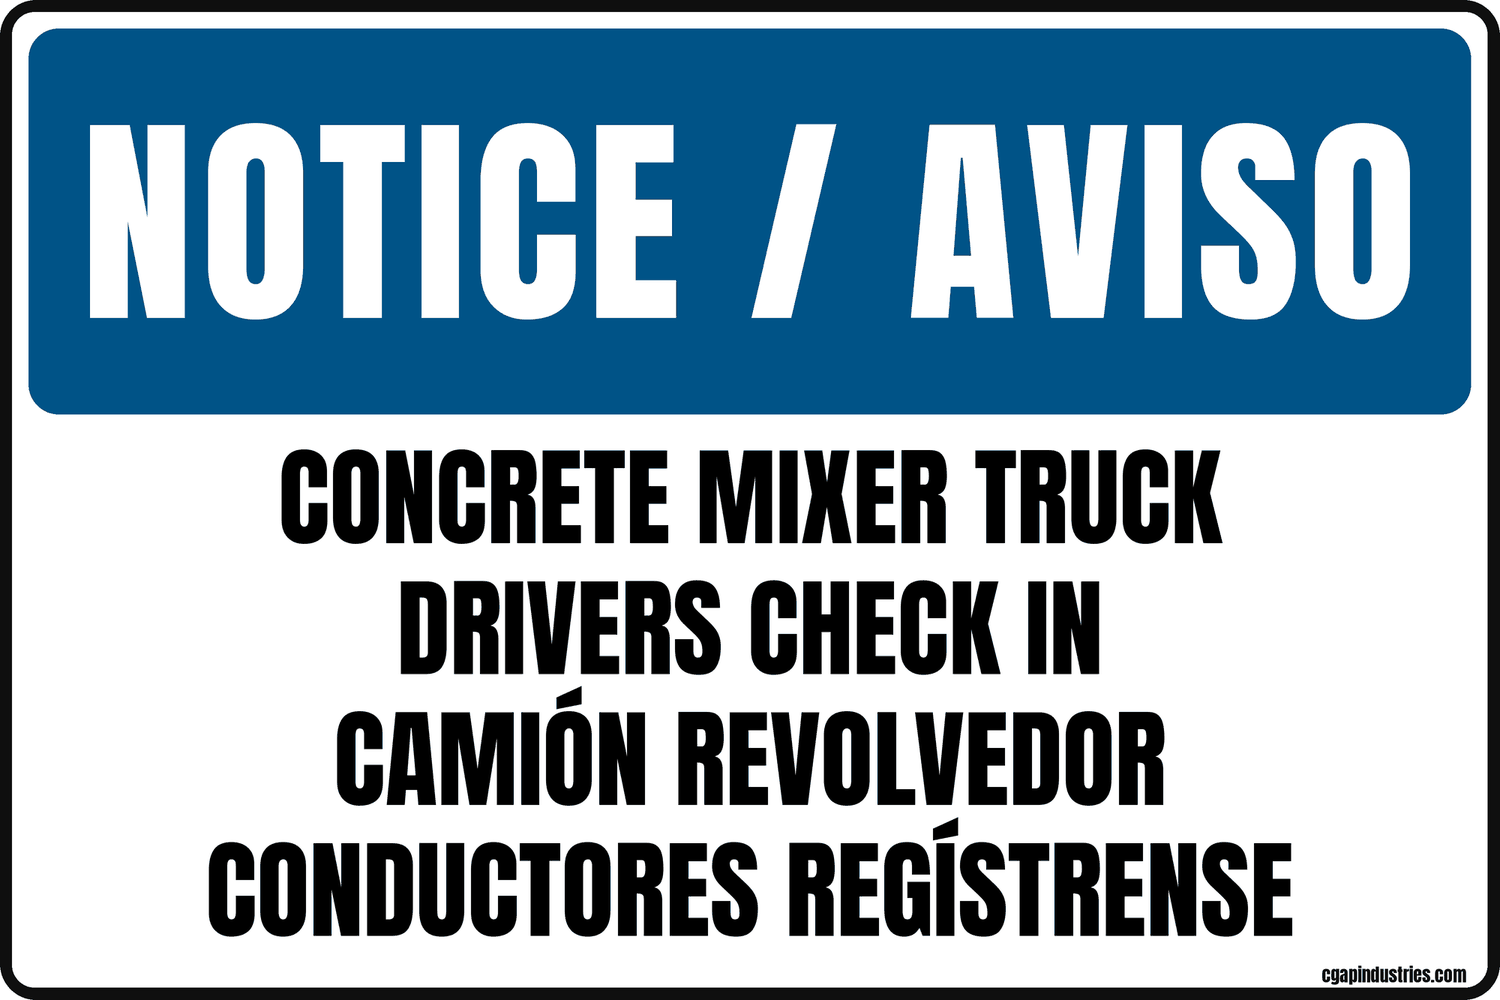 NOTICE / AVISO
CONCRETE MIXER TRUCK
DRIVERS CHECK IN
CAMIÓN REVOLVEDOR
CONDUCTORES REGÍSTRENSE
cgapindustries.com